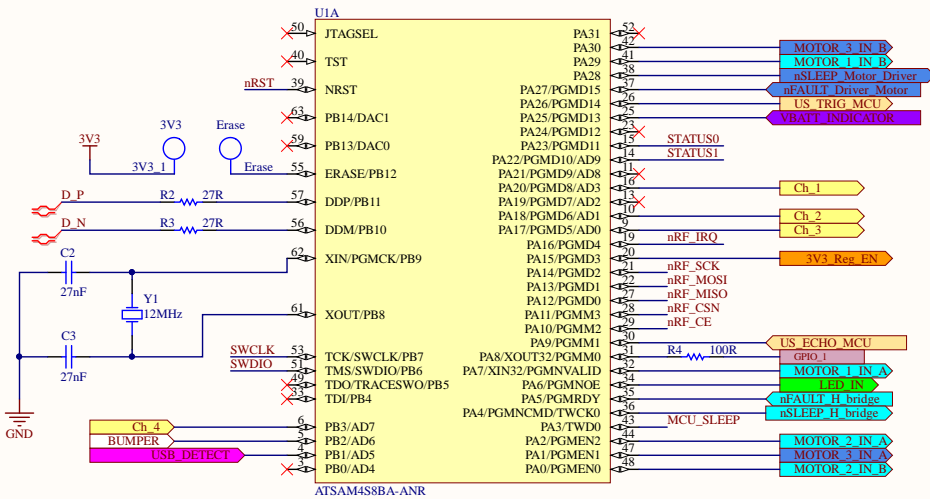 U1A
50 JTAGSEL
40 TST
nRST 39 NRST
63 PB14/DAC1
59 PB13/DAC0
3V3 3V3 3V3_1
Erase Erase 55 ERASE/PB12
D_P R2 27R 57 DDP/PB11
D_N R3 27R 56 DDM/PB10
62 XIN/PGMCK/PB9
C2 27nF
Y1 12MHz
61 XOUT/PB8
C3 27nF
GND
SWCLK 53 TCK/SWCLK/PB7
SWDIO 51 TMS/SWDIO/PB6
49 TDO/TRACESWO/PB5
33 TDI/PB4
Ch_4 6 PB3/AD7
BUMPER 5 PB2/AD6
USB_DETECT 4 PB1/AD5
3 PB0/AD4
PA31 52
PA30 42 MOTOR_3_IN_B
PA29 41 MOTOR_1_IN_B
PA28 38 nSLEEP_Motor_Driver
PA27/PGMD15 37 nFAULT_Driver_Motor
PA26/PGMD14 26 US_TRIG_MCU
PA25/PGMD13 25 VBATT_INDICATOR
PA24/PGMD12 23
PA23/PGMD11 15 STATUS0
PA22/PGMD10/AD9 14 STATUS1
PA21/PGMD9/AD8 11
PA20/PGMD8/AD3 16 Ch_1
PA19/PGMD7/AD2 13
PA18/PGMD6/AD1 10 Ch_2
PA17/PGMD5/AD0 9 Ch_3
PA16/PGMD4 19 nRF_IRQ
PA15/PGMD3 20 3V3_Reg_EN
PA14/PGMD2 21 nRF_SCK
PA13/PGMD1 22 nRF_MOSI
PA12/PGMD0 27 nRF_MISO
PA11/PGMM3 28 nRF_CSN
PA10/PGMM2 29 nRF_CE
PA9/PGMM1 30 US_ECHO_MCU
PA8/XOUT32/PGMM0 31 R4 100R GPIO_1
PA7/XIN32/PGMNVALID 32 MOTOR_1_IN_A
PA6/PGMNOE 34 LED_IN
PA5/PGMRDY 35 nFAULT_H_bridge
PA4/PGMNCMD/TWCK0 36 nSLEEP_H_bridge
PA3/TWD0 43 MCU_SLEEP
PA2/PGMEN2 44 MOTOR_2_IN_A
PA1/PGMEN1 47 MOTOR_3_IN_A
PA0/PGMEN0 48 MOTOR_2_IN_B
ATSAM4S8BA-ANR